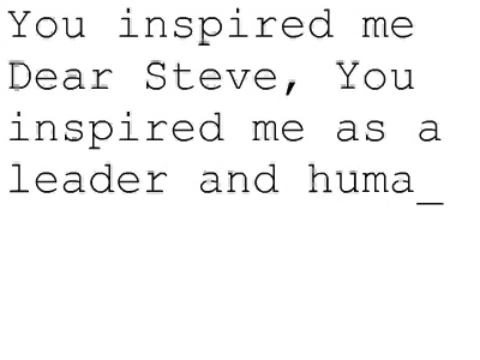 You inspired me
Dear Steve, You
inspired me as a
leader and huma_